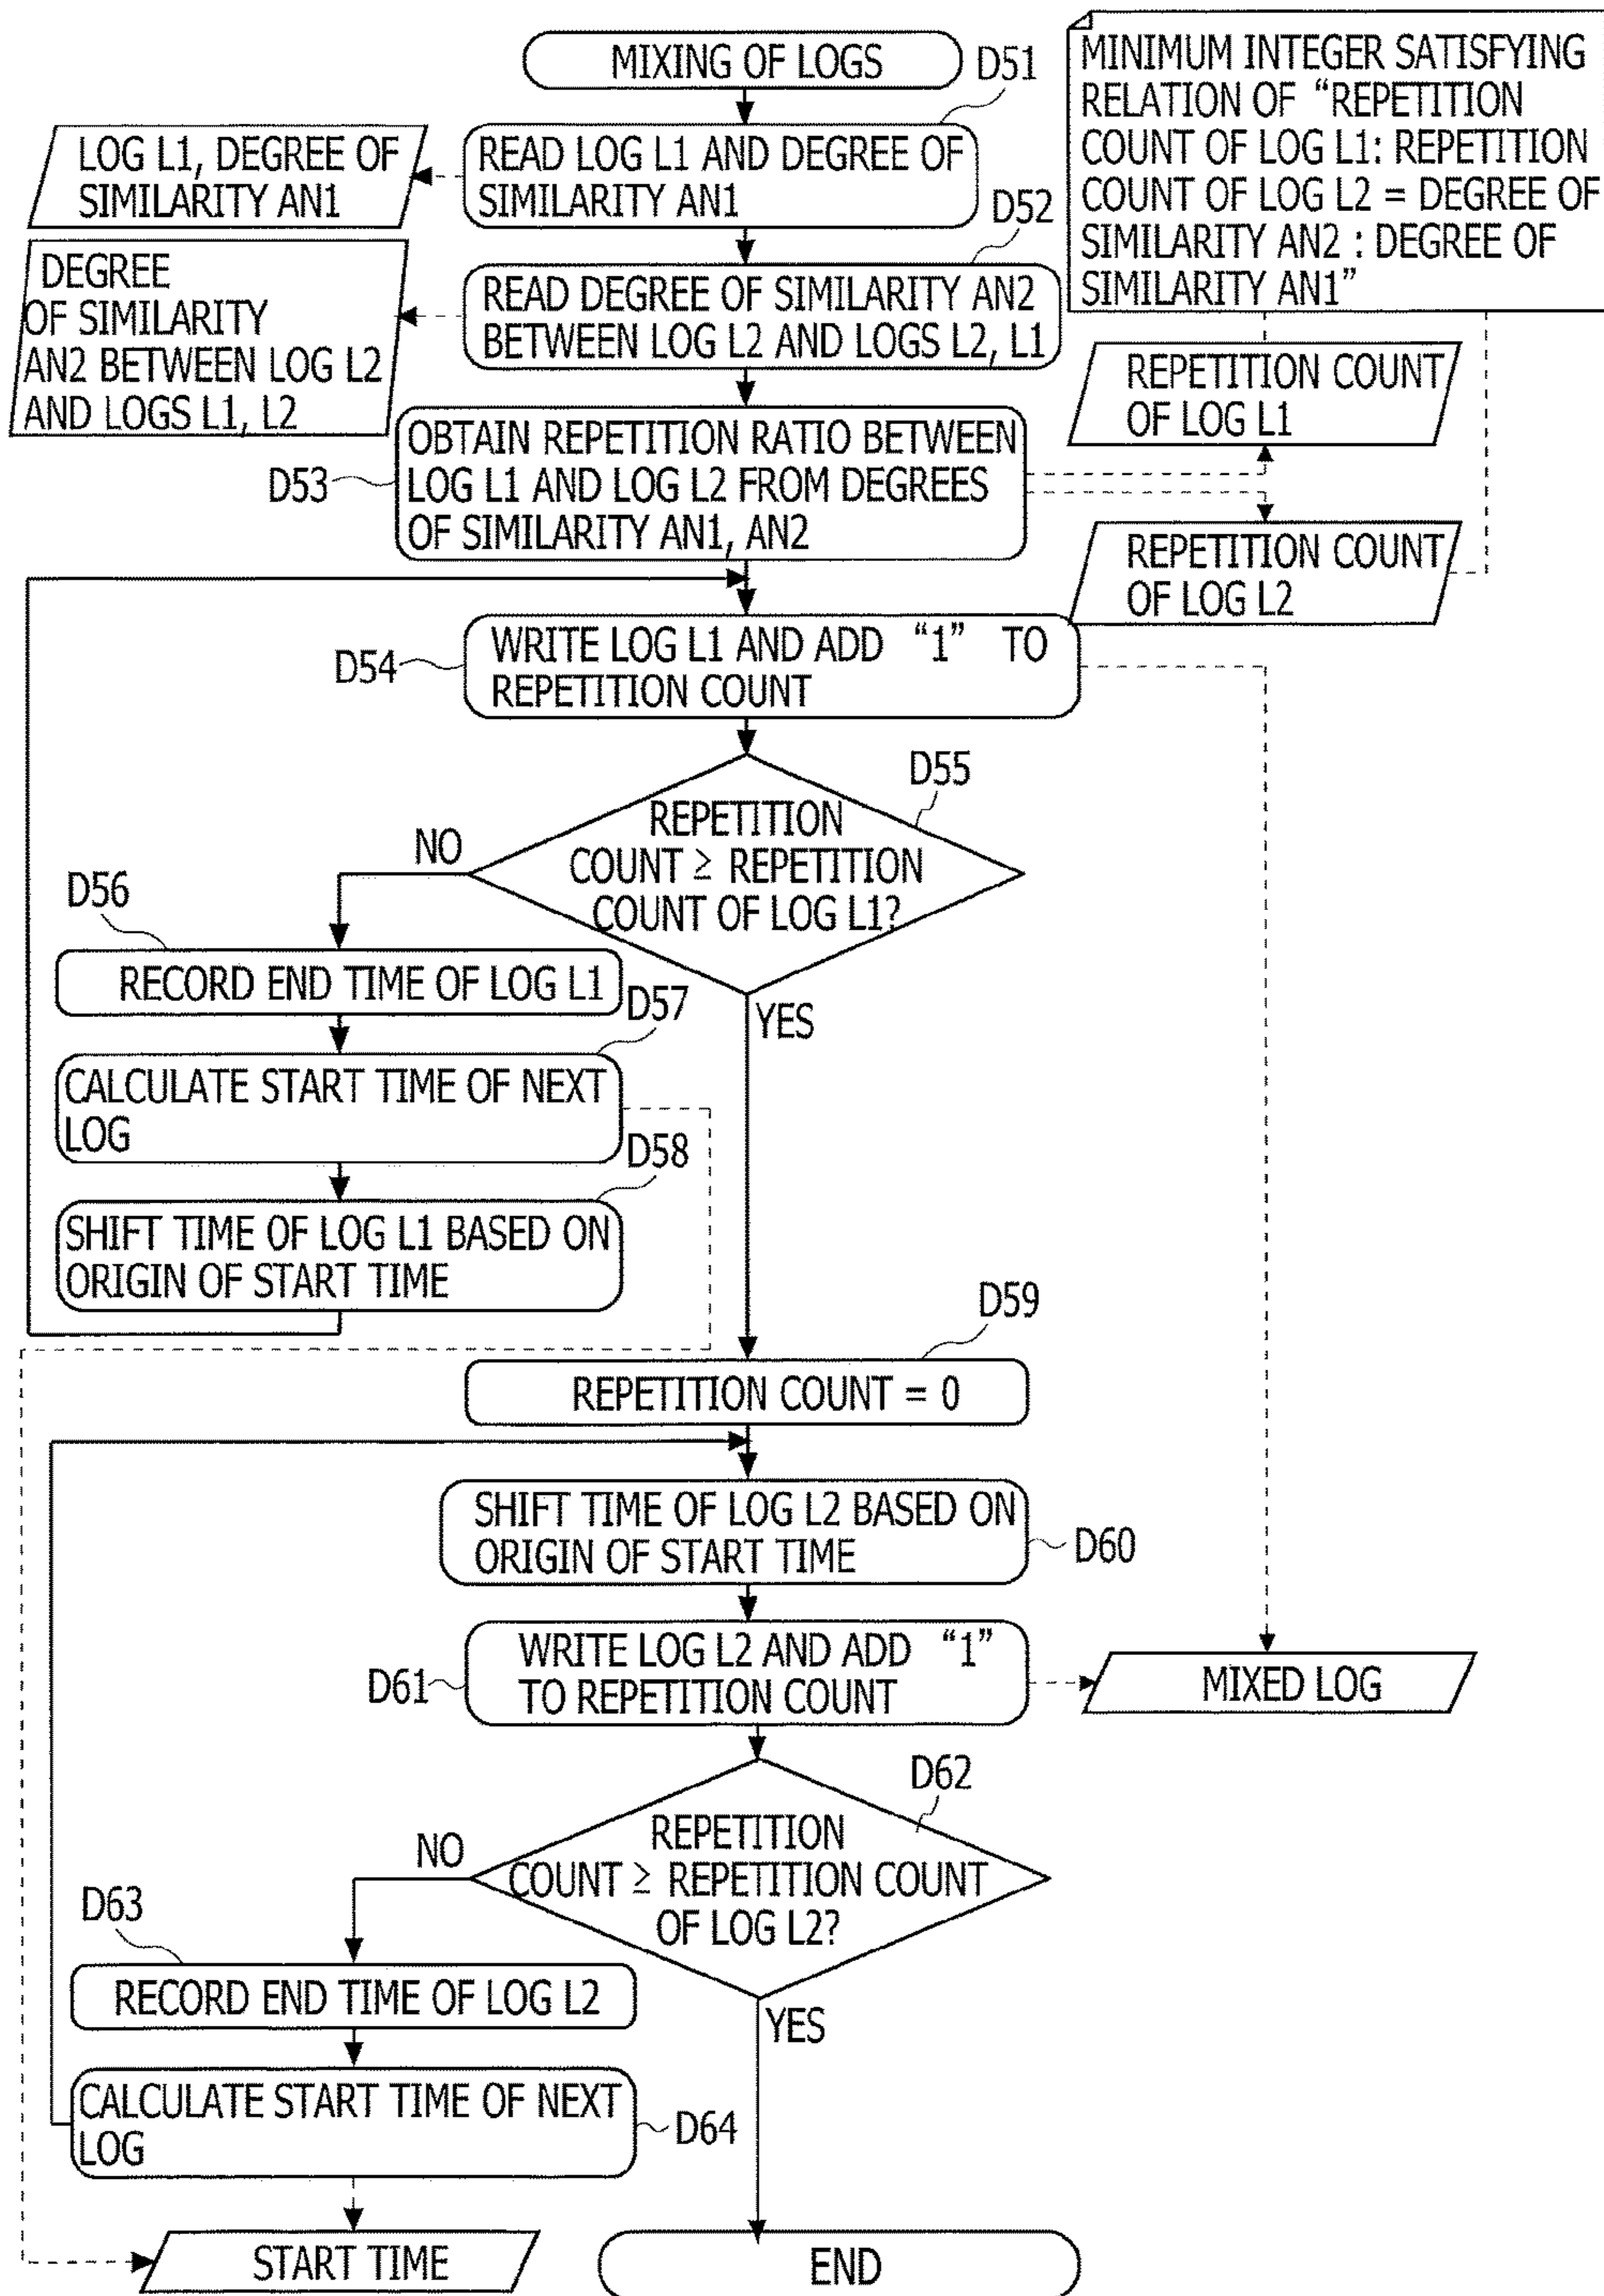 MIXING OF LOGS
D51
MINIMUM INTEGER SATISFYING
RELATION OF “REPETITION
COUNT OF LOG L1: REPETITION
COUNT OF LOG L2 = DEGREE OF
SIMILARITY AN2 : DEGREE OF
SIMILARITY AN1”
LOG L1, DEGREE OF
SIMILARITY AN1
READ LOG L1 AND DEGREE OF
SIMILARITY AN1
D52
DEGREE
OF SIMILARITY
AN2 BETWEEN LOG L2
AND LOGS L1, L2
READ DEGREE OF SIMILARITY AN2
BETWEEN LOG L2 AND LOGS L2, L1
REPETITION COUNT
OF LOG L1
D53
OBTAIN REPETITION RATIO BETWEEN
LOG L1 AND LOG L2 FROM DEGREES
OF SIMILARITY AN1, AN2
REPETITION COUNT
OF LOG L2
D54
WRITE LOG L1 AND ADD “1” TO
REPETITION COUNT
D55
REPETITION
COUNT ≥ REPETITION
COUNT OF LOG L1?
NO
YES
D56
RECORD END TIME OF LOG L1
D57
CALCULATE START TIME OF NEXT
LOG
D58
SHIFT TIME OF LOG L1 BASED ON
ORIGIN OF START TIME
D59
REPETITION COUNT = 0
SHIFT TIME OF LOG L2 BASED ON
ORIGIN OF START TIME
D60
D61
WRITE LOG L2 AND ADD “1”
TO REPETITION COUNT
MIXED LOG
D62
REPETITION
COUNT ≥ REPETITION COUNT
OF LOG L2?
NO
YES
D63
RECORD END TIME OF LOG L2
CALCULATE START TIME OF NEXT
LOG
D64
START TIME
END